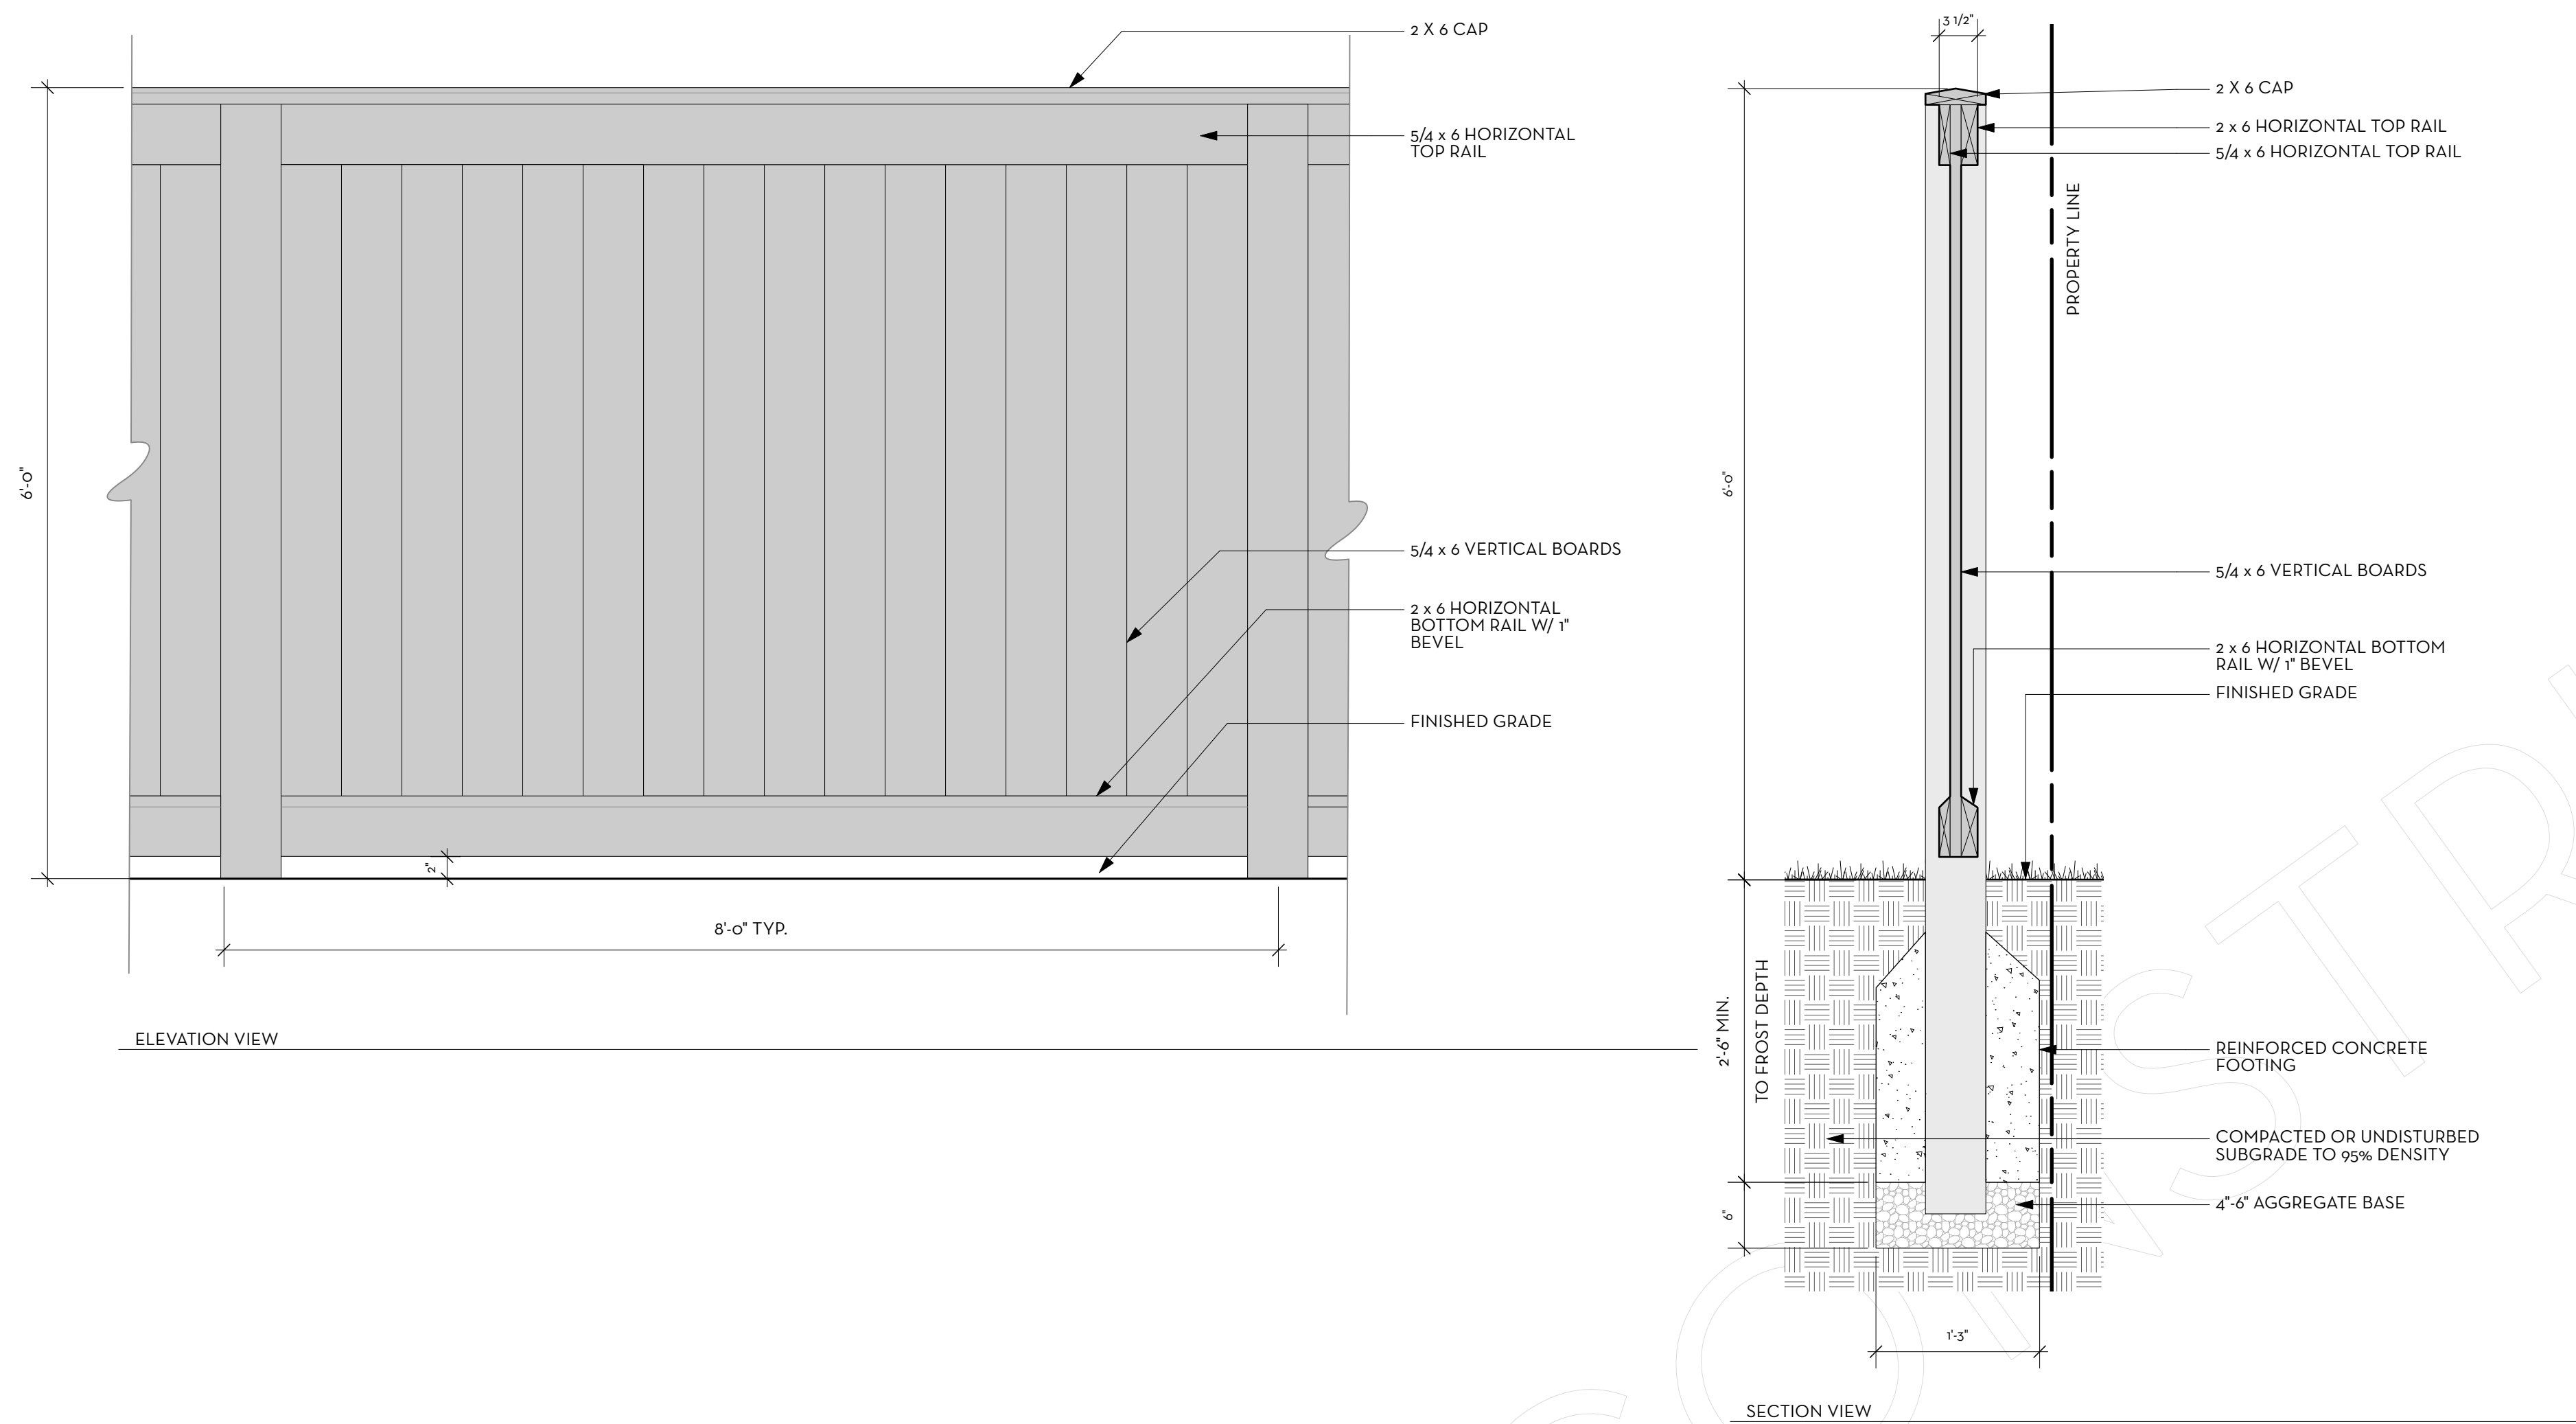 2 X 6 CAP
5/4 x 6 HORIZONTAL
TOP RAIL
6'-0"
5/4 x 6 VERTICAL BOARDS
2 x 6 HORIZONTAL
BOTTOM RAIL W/ 1"
BEVEL
FINISHED GRADE
2"
8'-0" TYP.
ELEVATION VIEW
3 1/2"
2 X 6 CAP
2 x 6 HORIZONTAL TOP RAIL
5/4 x 6 HORIZONTAL TOP RAIL
PROPERTY LINE
6'-0"
5/4 x 6 VERTICAL BOARDS
2 x 6 HORIZONTAL BOTTOM
RAIL W/ 1" BEVEL
FINISHED GRADE
2'-6" MIN.
TO FROST DEPTH
REINFORCED CONCRETE
FOOTING
COMPACTED OR UNDISTURBED
SUBGRADE TO 95% DENSITY
4"-6" AGGREGATE BASE
6"
1'-3"
SECTION VIEW